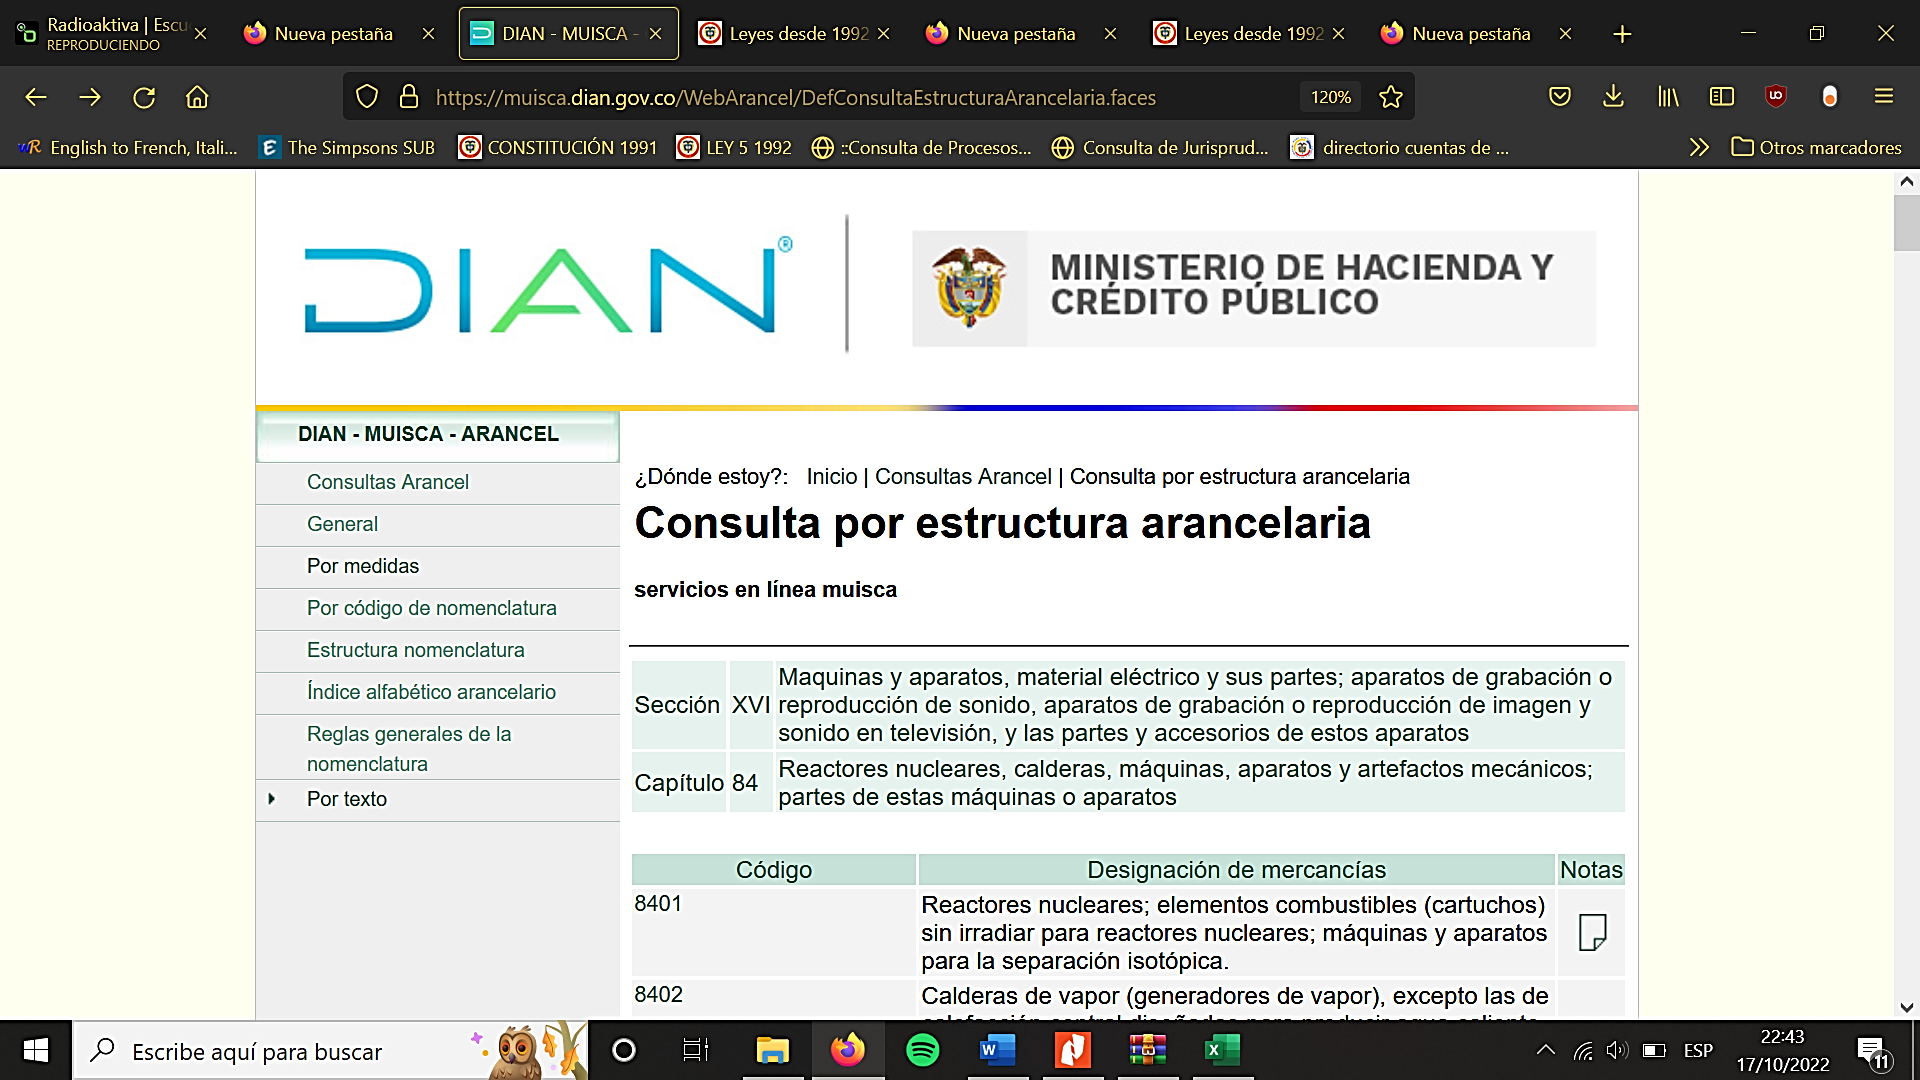 Radioaktiva | Escu
REPRODUCIENDO
Nueva pestaña
DIAN - MUISCA -
Leyes desde 1992
Nueva pestaña
Leyes desde 1992
Nueva pestaña
https://muisca.dian.gov.co/WebArancel/DefConsultaEstructuraArancelaria.faces
120%
English to French, Itali...
The Simpsons SUB
CONSTITUCIÓN 1991
LEY 5 1992
::Consulta de Procesos...
Consulta de Jurisprud...
directorio cuentas de ...
Otros marcadores
DIAN®
MINISTERIO DE HACIENDA Y
CRÉDITO PÚBLICO
DIAN - MUISCA - ARANCEL
Consultas Arancel
General
Por medidas
Por código de nomenclatura
Estructura nomenclatura
Índice alfabético arancelario
Reglas generales de la
nomenclatura
Por texto
¿Dónde estoy?: Inicio | Consultas Arancel | Consulta por estructura arancelaria
Consulta por estructura arancelaria
servicios en línea muisca
Sección XVI Maquinas y aparatos, material eléctrico y sus partes; aparatos de grabación o
reproducción de sonido, aparatos de grabación o reproducción de imagen y
sonido en televisión, y las partes y accesorios de estos aparatos
Capítulo 84 Reactores nucleares, calderas, máquinas, aparatos y artefactos mecánicos;
partes de estas máquinas o aparatos
Código Designación de mercancías Notas
8401 Reactores nucleares; elementos combustibles (cartuchos)
sin irradiar para reactores nucleares; máquinas y aparatos
para la separación isotópica.
8402 Calderas de vapor (generadores de vapor), excepto las de
Escribe aquí para buscar
ESP
22:43
17/10/2022
11